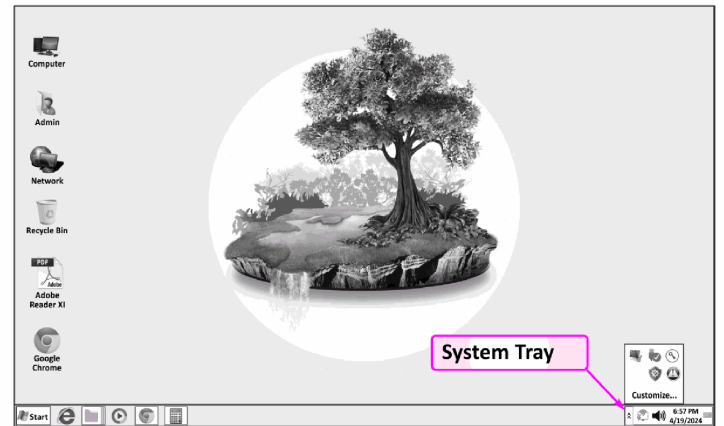 Computer
Admin
Network
Recycle Bin
PDF
Adobe
Adobe
Reader XI
Google
Chrome
System Tray
Customize...
Start
6:57 PM
4/19/2024